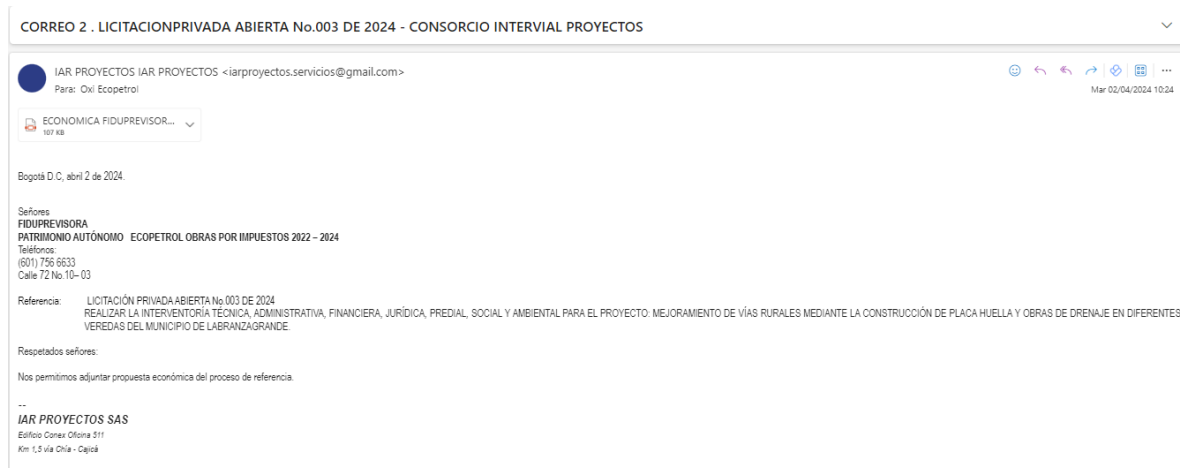 CORREO 2 . LICITACIONPRIVADA ABIERTA No.003 DE 2024 - CONSORCIO INTERVIAL PROYECTOS
IAR PROYECTOS IAR PROYECTOS <iarproyectos.servicios@gmail.com>
Para: Oxi Ecopetrol
Mar 02/04/2024 10:24
ECONOMICA FIDUPREVISOR...
107 KB
Bogotá D.C, abril 2 de 2024.
Señores
FIDUPREVISORA
PATRIMONIO AUTÓNOMO ECOPETROL OBRAS POR IMPUESTOS 2022 – 2024
Teléfonos:
(601) 756 6633
Calle 72 No.10– 03
Referencia: LICITACIÓN PRIVADA ABIERTA No.003 DE 2024
REALIZAR LA INTERVENTORÍA TÉCNICA, ADMINISTRATIVA, FINANCIERA, JURÍDICA, PREDIAL, SOCIAL Y AMBIENTAL PARA EL PROYECTO: MEJORAMIENTO DE VÍAS RURALES MEDIANTE LA CONSTRUCCIÓN DE PLACA HUELLA Y OBRAS DE DRENAJE EN DIFERENTES
VEREDAS DEL MUNICIPIO DE LABRANZAGRANDE.
Respetados señores:
Nos permitimos adjuntar propuesta económica del proceso de referencia.
--
IAR PROYECTOS SAS
Edificio Conex Oficina 511
Km 1,5 vía Chía - Cajicá